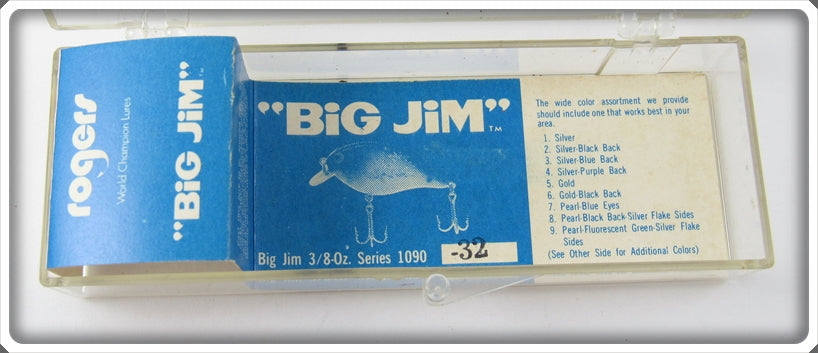 rogers
World Champion Lures
"BiG JiM"™
"BiG JiM"™
Big Jim 3/8-Oz. Series 1090 -32
The wide color assortment we provide
should include one that works best in your
area.
1. Silver
2. Silver-Black Back
3. Silver-Blue Back
4. Silver-Purple Back
5. Gold
6. Gold-Black Back
7. Pearl-Blue Eyes
8. Pearl-Black Back-Silver Flake Sides
9. Pearl-Fluorescent Green-Silver Flake
Sides
(See Other Side for Additional Colors)